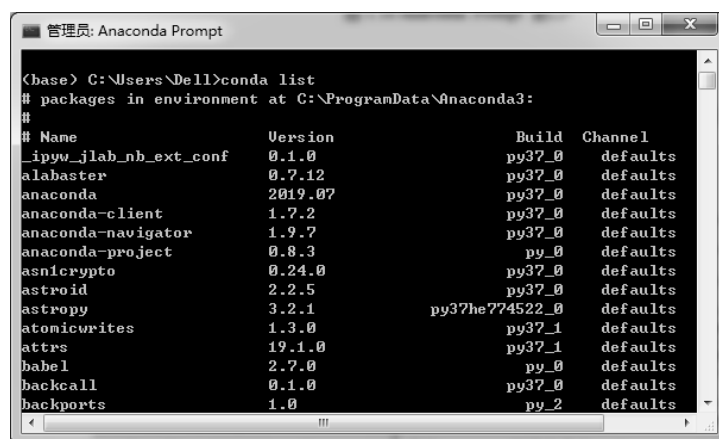 管理员: Anaconda Prompt
(base) C:\Users\Dell>conda list
# packages in environment at C:\ProgramData\Anaconda3:
#
# Name Version Build Channel
_ipyw_jlab_nb_ext_conf 0.1.0 py37_0 defaults
alabaster 0.7.12 py37_0 defaults
anaconda 2019.07 py37_0 defaults
anaconda-client 1.7.2 py37_0 defaults
anaconda-navigator 1.9.7 py37_0 defaults
anaconda-project 0.8.3 py_0 defaults
asn1crypto 0.24.0 py37_0 defaults
astroid 2.2.5 py37_0 defaults
astropy 3.2.1 py37he774522_0 defaults
atomicwrites 1.3.0 py37_1 defaults
attrs 19.1.0 py37_1 defaults
babel 2.7.0 py_0 defaults
backcall 0.1.0 py37_0 defaults
backports 1.0 py_2 defaults